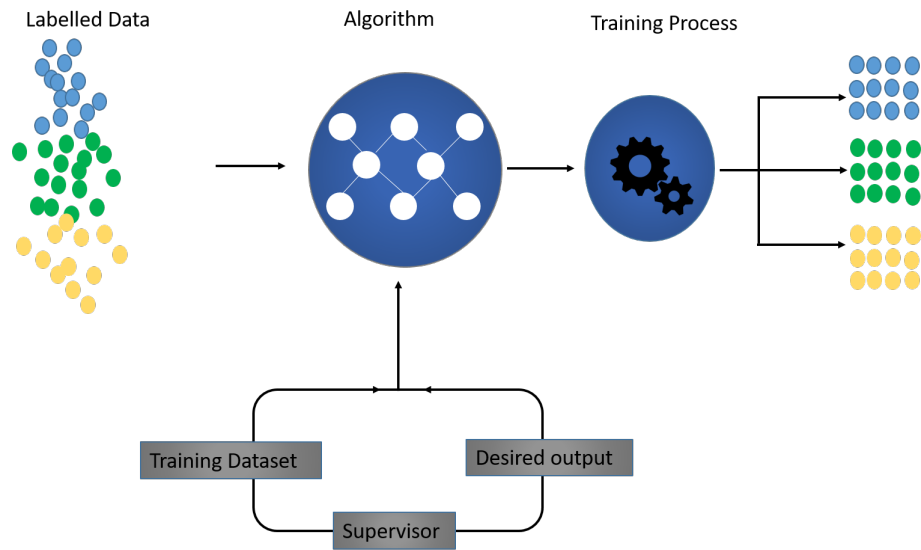 Labelled Data
Algorithm
Training Process
Training Dataset
Desired output
Supervisor